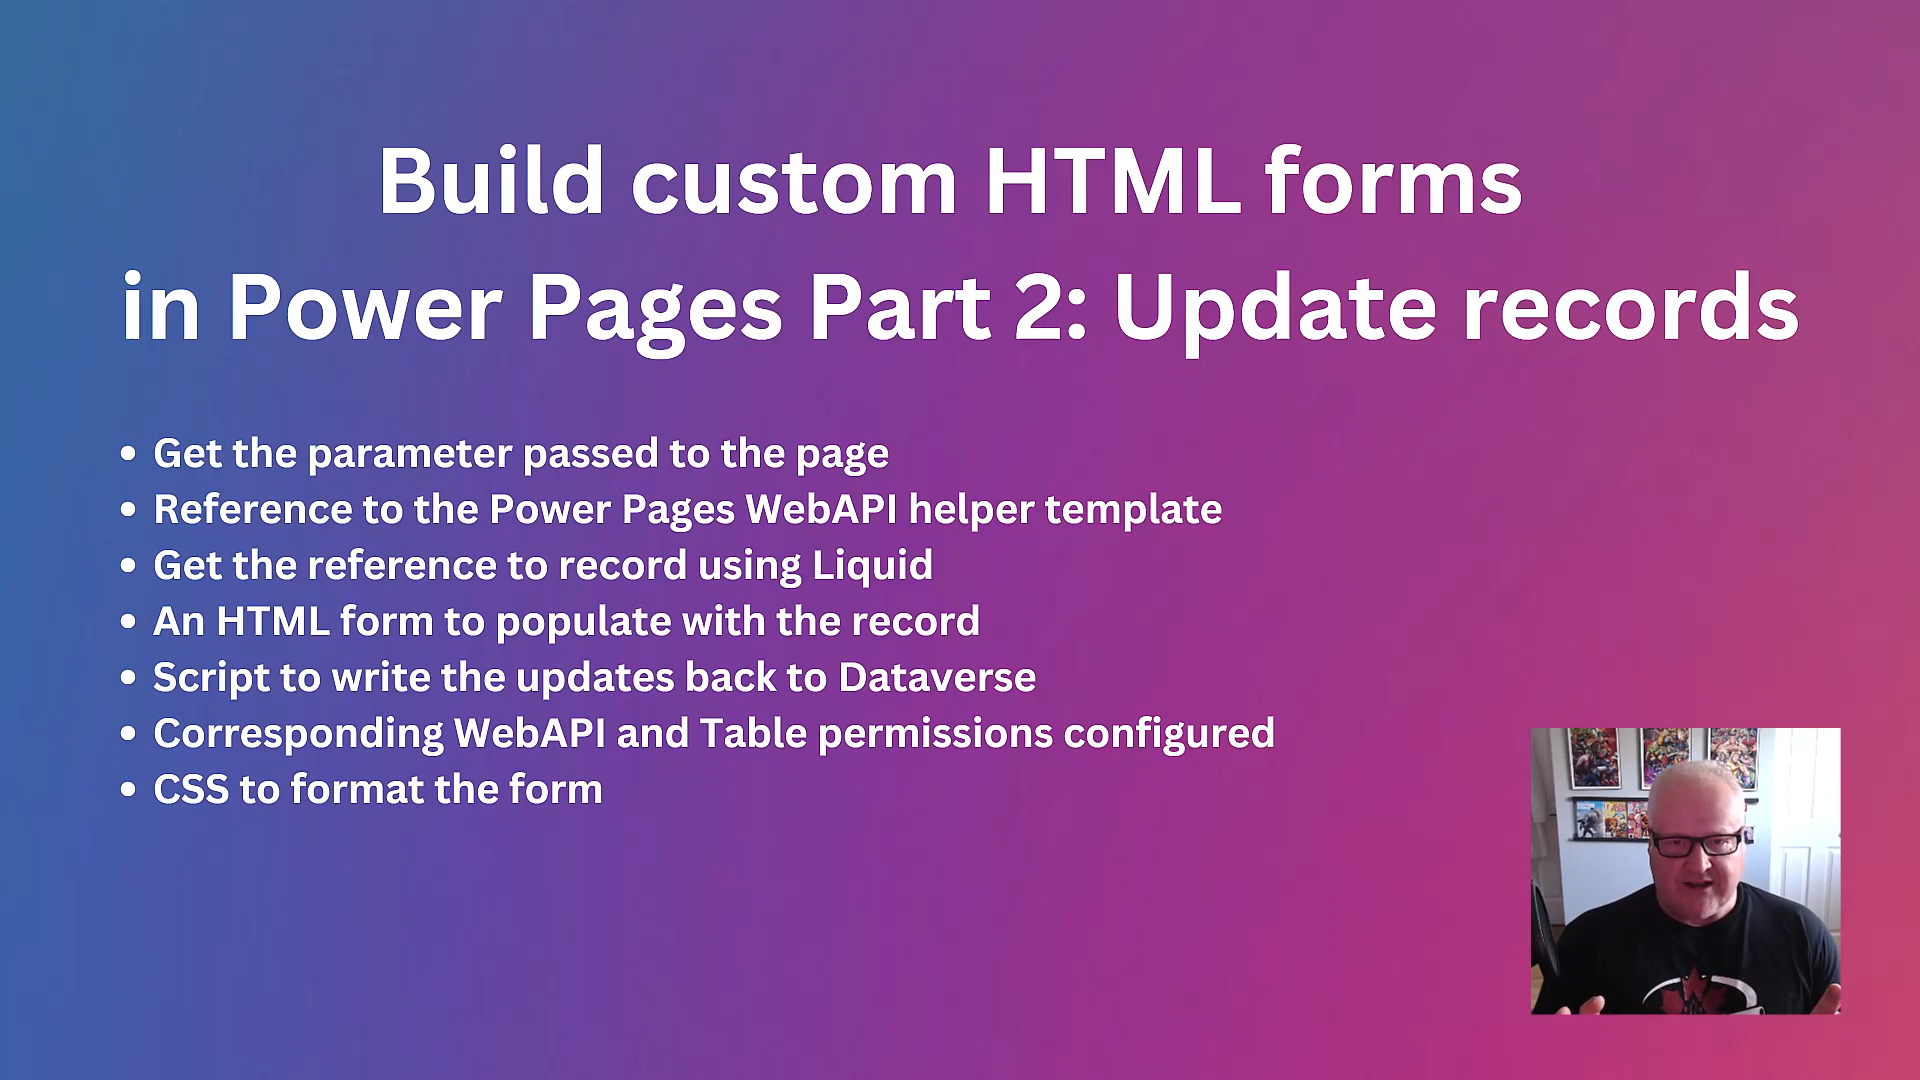 Build custom HTML forms
in Power Pages Part 2: Update records
• Get the parameter passed to the page
• Reference to the Power Pages WebAPI helper template
• Get the reference to record using Liquid
• An HTML form to populate with the record
• Script to write the updates back to Dataverse
• Corresponding WebAPI and Table permissions configured
• CSS to format the form